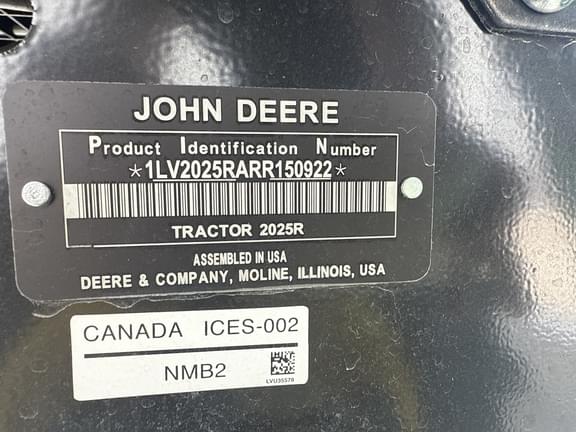 JOHN DEERE
Product Identification Number
*1LV2025RARR150922*
TRACTOR 2025R
ASSEMBLED IN USA
DEERE & COMPANY, MOLINE, ILLINOIS, USA
CANADA ICES-002
NMB2
LVU35578